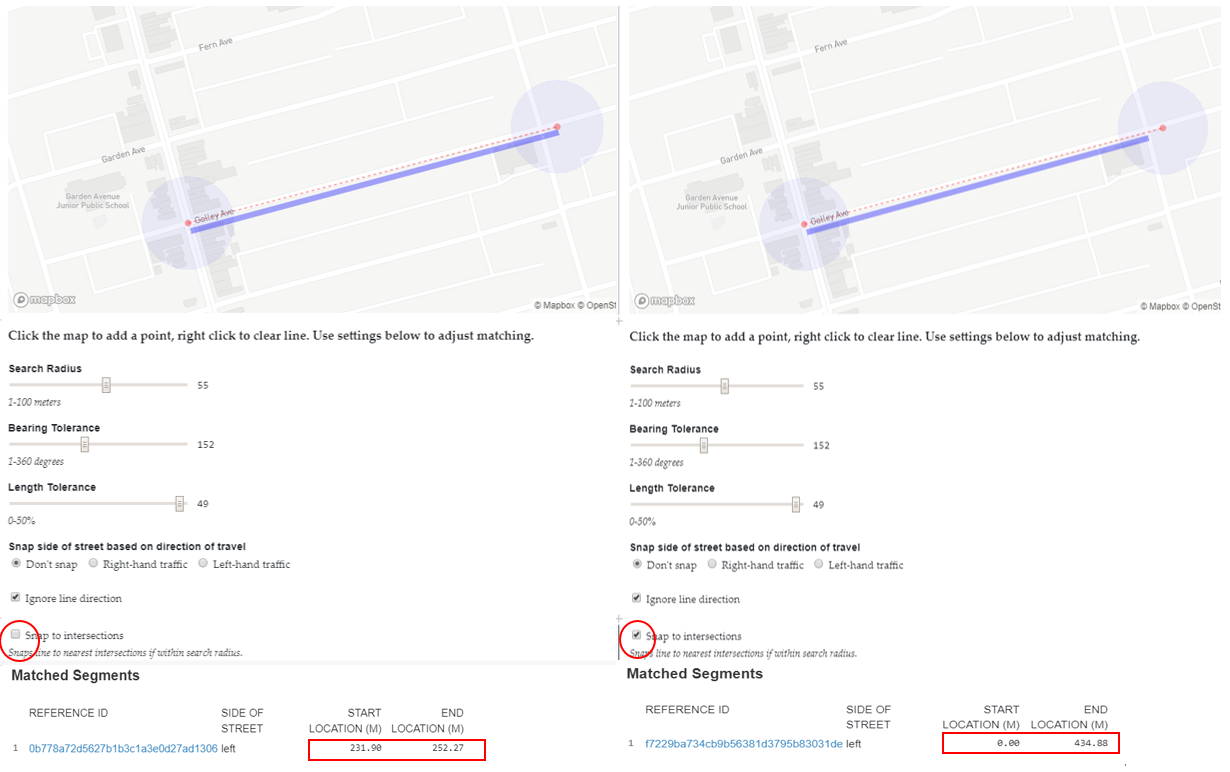 Fern Ave
Garden Ave
Garden Avenue
Junior Public School
Golley Ave
mapbox
© Mapbox © OpenSt
Click the map to add a point, right click to clear line. Use settings below to adjust matching.
Search Radius
55
1-100 meters
Bearing Tolerance
152
1-360 degrees
Length Tolerance
49
0-50%
Snap side of street based on direction of travel
Don't snap Right-hand traffic Left-hand traffic
Ignore line direction
Snap to intersections
Snaps line to nearest intersections if within search radius.
Matched Segments
REFERENCE ID SIDE OF STREET START LOCATION (M) END LOCATION (M)
1 0b778a72d5627b1b3c1a3e0d27ad1306 left 231.90 252.27
Fern Ave
Garden Ave
Garden Avenue
Junior Public School
Golley Ave
mapbox
© Mapbox © OpenSt
Click the map to add a point, right click to clear line. Use settings below to adjust matching.
Search Radius
55
1-100 meters
Bearing Tolerance
152
1-360 degrees
Length Tolerance
49
0-50%
Snap side of street based on direction of travel
Don't snap Right-hand traffic Left-hand traffic
Ignore line direction
Snap to intersections
Snaps line to nearest intersections if within search radius.
Matched Segments
REFERENCE ID SIDE OF STREET START LOCATION (M) END LOCATION (M)
1 f7229ba734cb9b56381d3795b83031de left 0.00 434.88